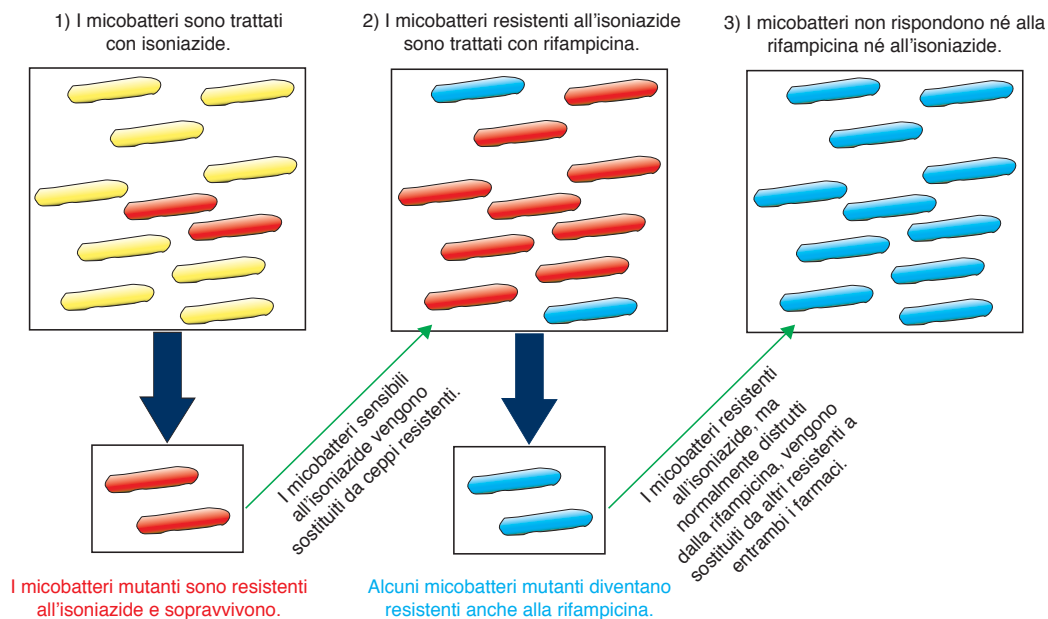 1) I micobatteri sono trattati
con isoniazide.
2) I micobatteri resistenti all'isoniazide
sono trattati con rifampicina.
3) I micobatteri non rispondono né alla
rifampicina né all'isoniazide.
I micobatteri sensibili
all'isoniazide vengono
sostituiti da ceppi resistenti.
I micobatteri resistenti
all'isoniazide, ma
normalmente distrutti
dalla rifampicina, vengono
sostituiti da altri resistenti a
entrambi i farmaci.
I micobatteri mutanti sono resistenti
all'isoniazide e sopravvivono.
Alcuni micobatteri mutanti diventano
resistenti anche alla rifampicina.